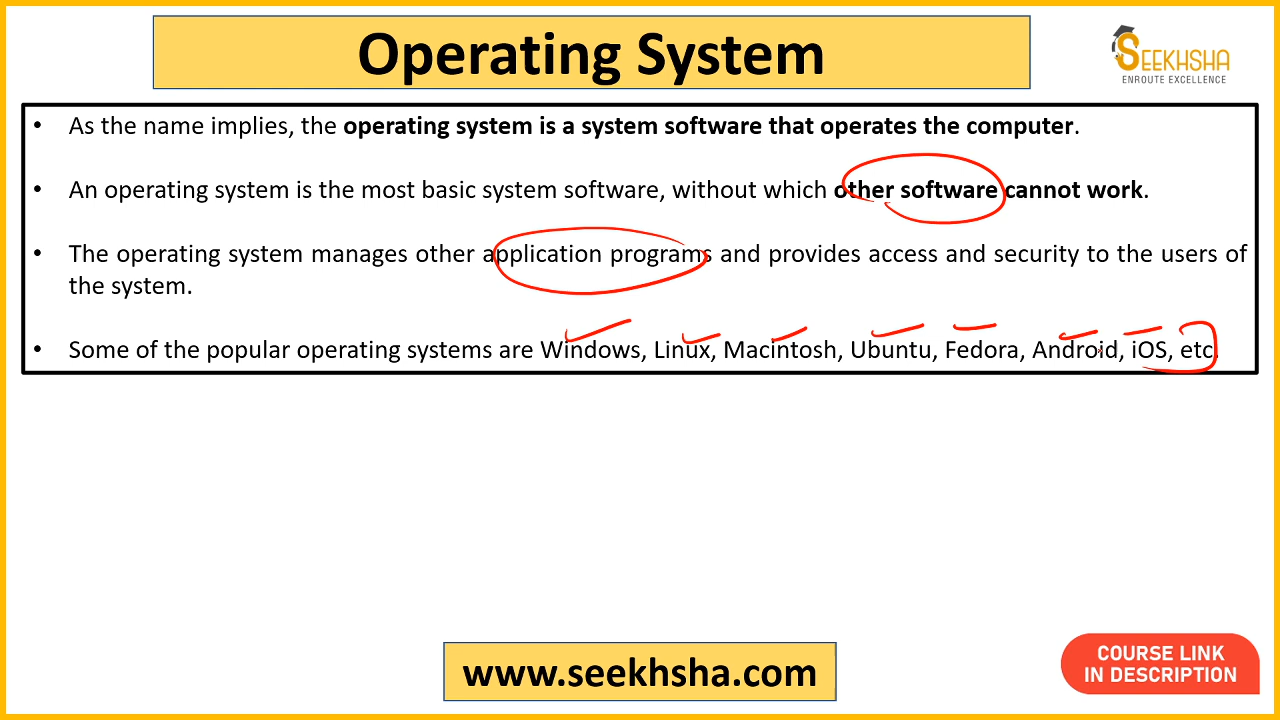 Operating System
SEEKHSHA
ENROUTE EXCELLENCE
• As the name implies, the operating system is a system software that operates the computer.
• An operating system is the most basic system software, without which other software cannot work.
• The operating system manages other application programs and provides access and security to the users of
the system.
• Some of the popular operating systems are Windows, Linux, Macintosh, Ubuntu, Fedora, Android, iOS, etc.
www.seekhsha.com
COURSE LINK
IN DESCRIPTION